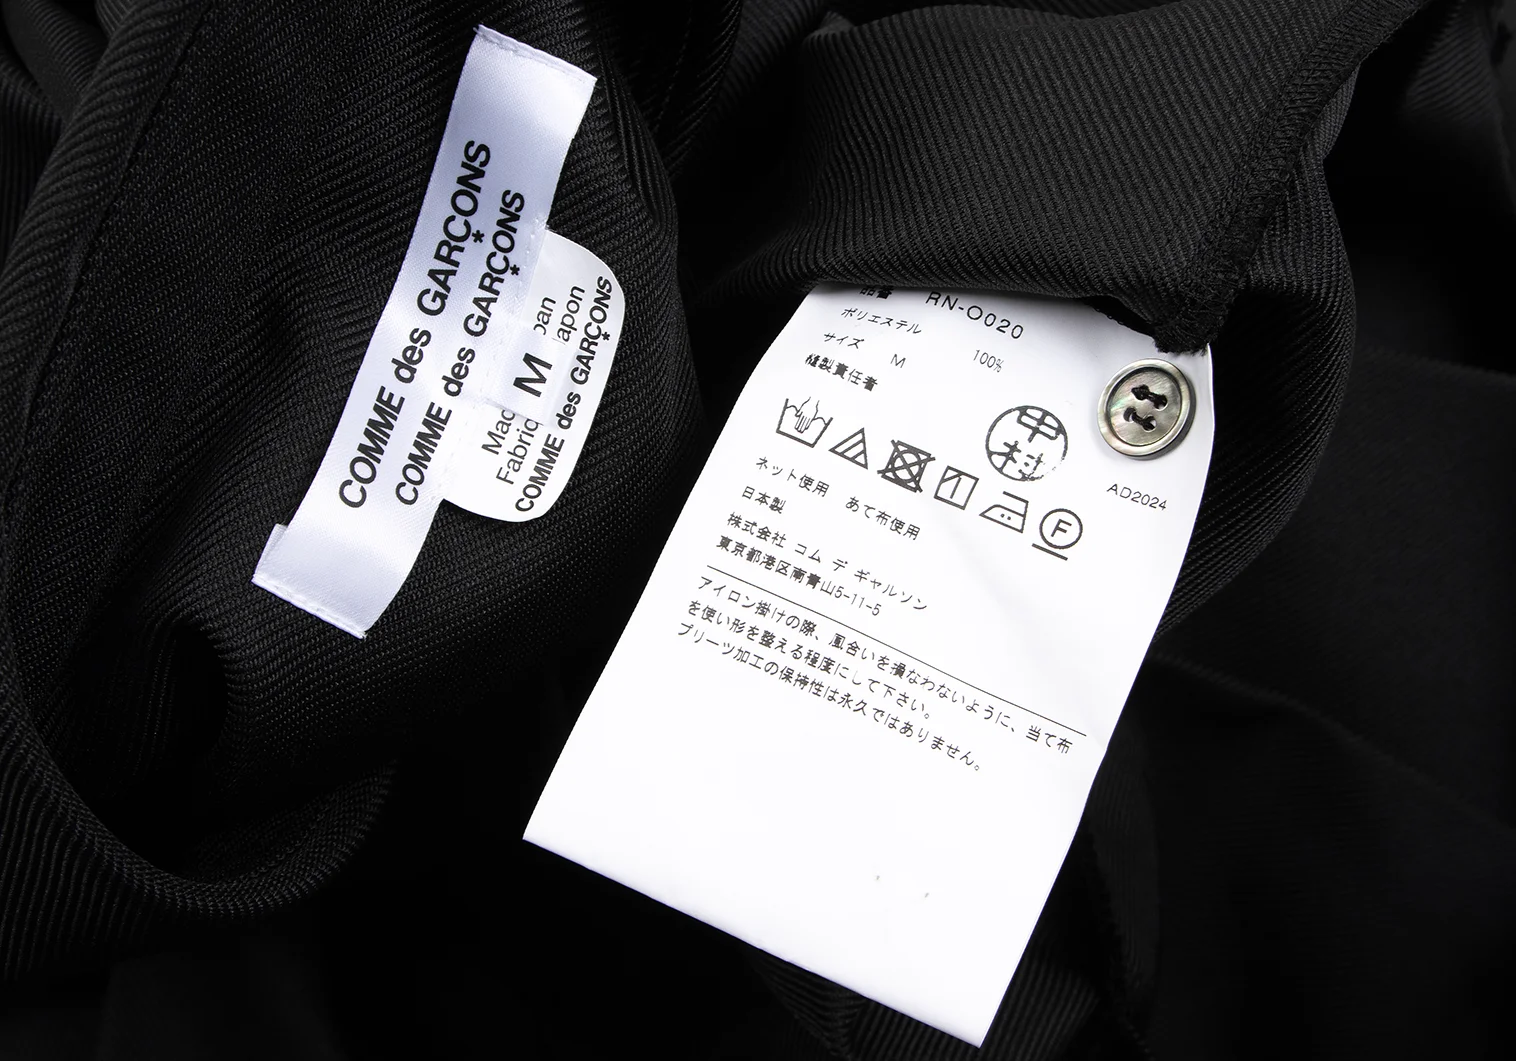 COMME des GARÇONS
COMME des GARÇONS
M
COMME des GARÇONS
品番 RN-O020
ポリエステル 100%
サイズ M
縫製責任者
中村
F
AD2024
ネット使用 あて布使用
日本製
株式会社 コム デ ギャルソン
東京都港区南青山5-11-5
アイロン掛けの際、風合いを損なわないように、当て布
を使い形を整える程度にして下さい。
プリーツ加工の保持性は永久ではありません。